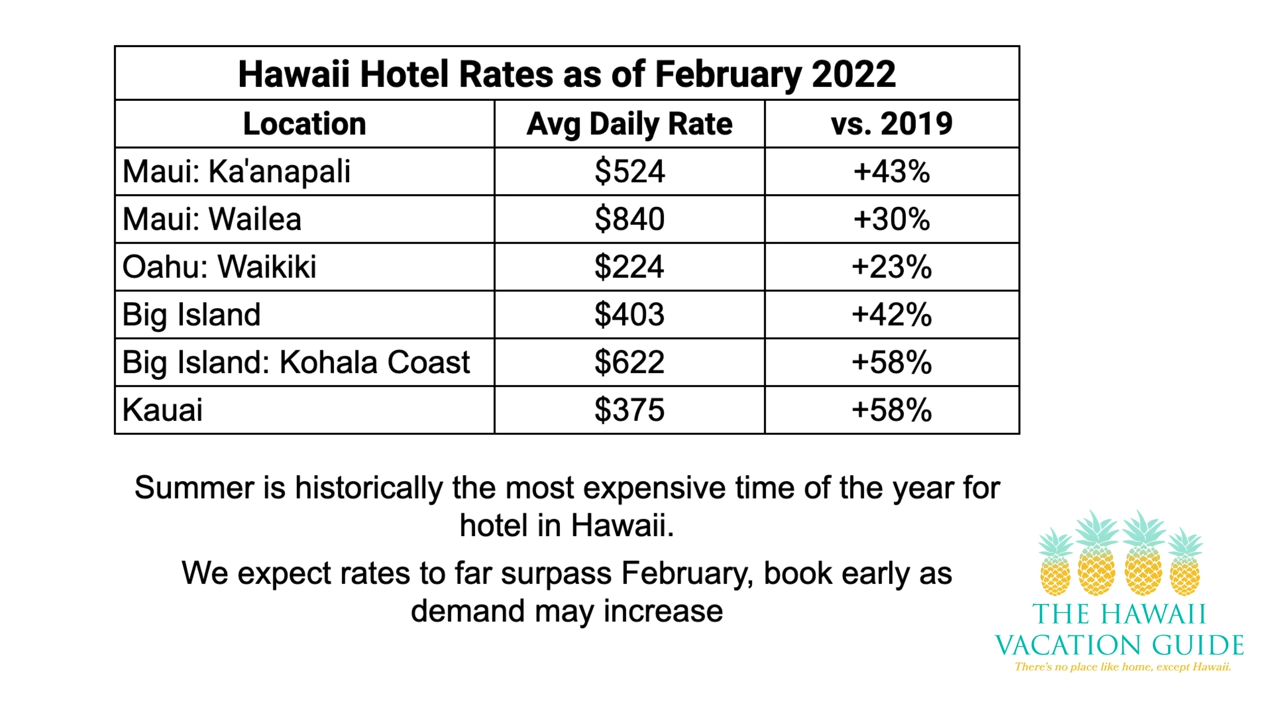 Hawaii Hotel Rates as of February 2022
Location Avg Daily Rate vs. 2019
Maui: Ka'anapali $524 +43%
Maui: Wailea $840 +30%
Oahu: Waikiki $224 +23%
Big Island $403 +42%
Big Island: Kohala Coast $622 +58%
Kauai $375 +58%
Summer is historically the most expensive time of the year for
hotel in Hawaii.
We expect rates to far surpass February, book early as
demand may increase
THE HAWAII
VACATION GUIDE
There's no place like home, except Hawaii.